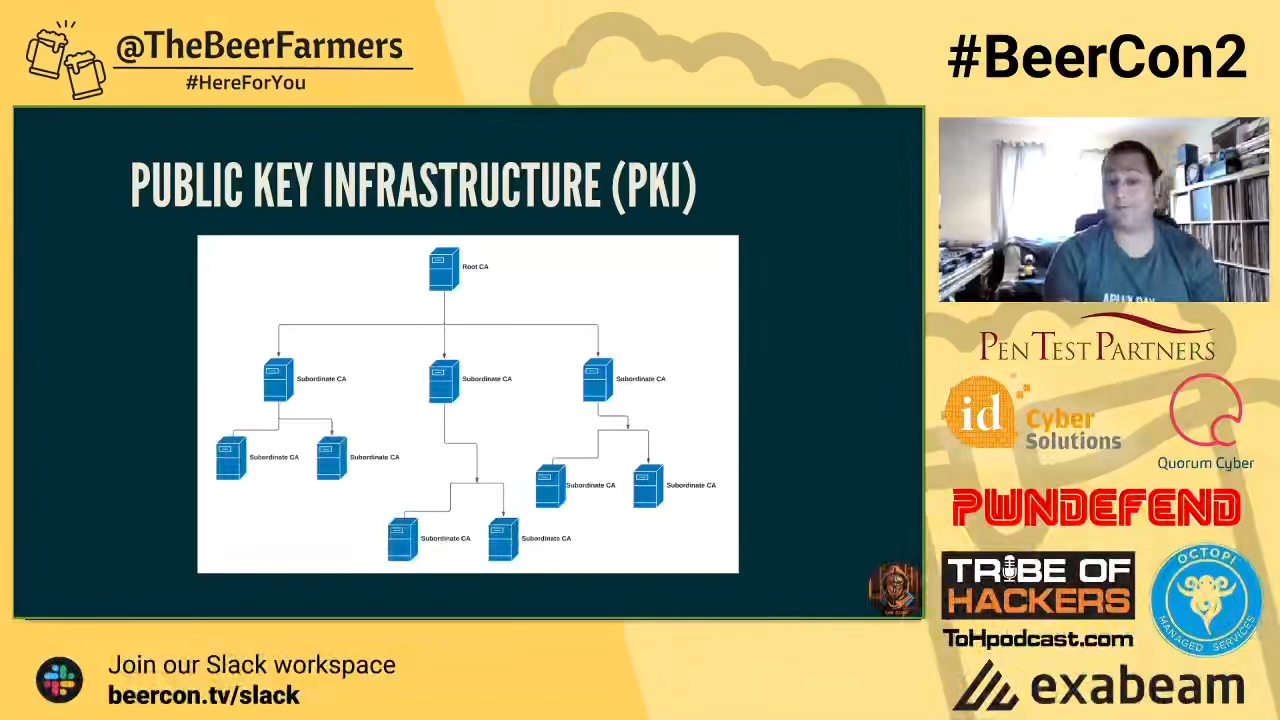 @TheBeerFarmers
#HereForYou
#BeerCon2
PUBLIC KEY INFRASTRUCTURE (PKI)
Root CA
Subordinate CA
Subordinate CA
Subordinate CA
Subordinate CA
Subordinate CA
Subordinate CA
Subordinate CA
Subordinate CA
Subordinate CA
PEN TEST PARTNERS
id Cyber
Solutions
Quorum Cyber
PWNDEFEND
TRIBE OF
HACKERS
ToHpodcast.com
OCTOPI
MANAGED SERVICES
exabeam
Join our Slack workspace
beercon.tv/slack